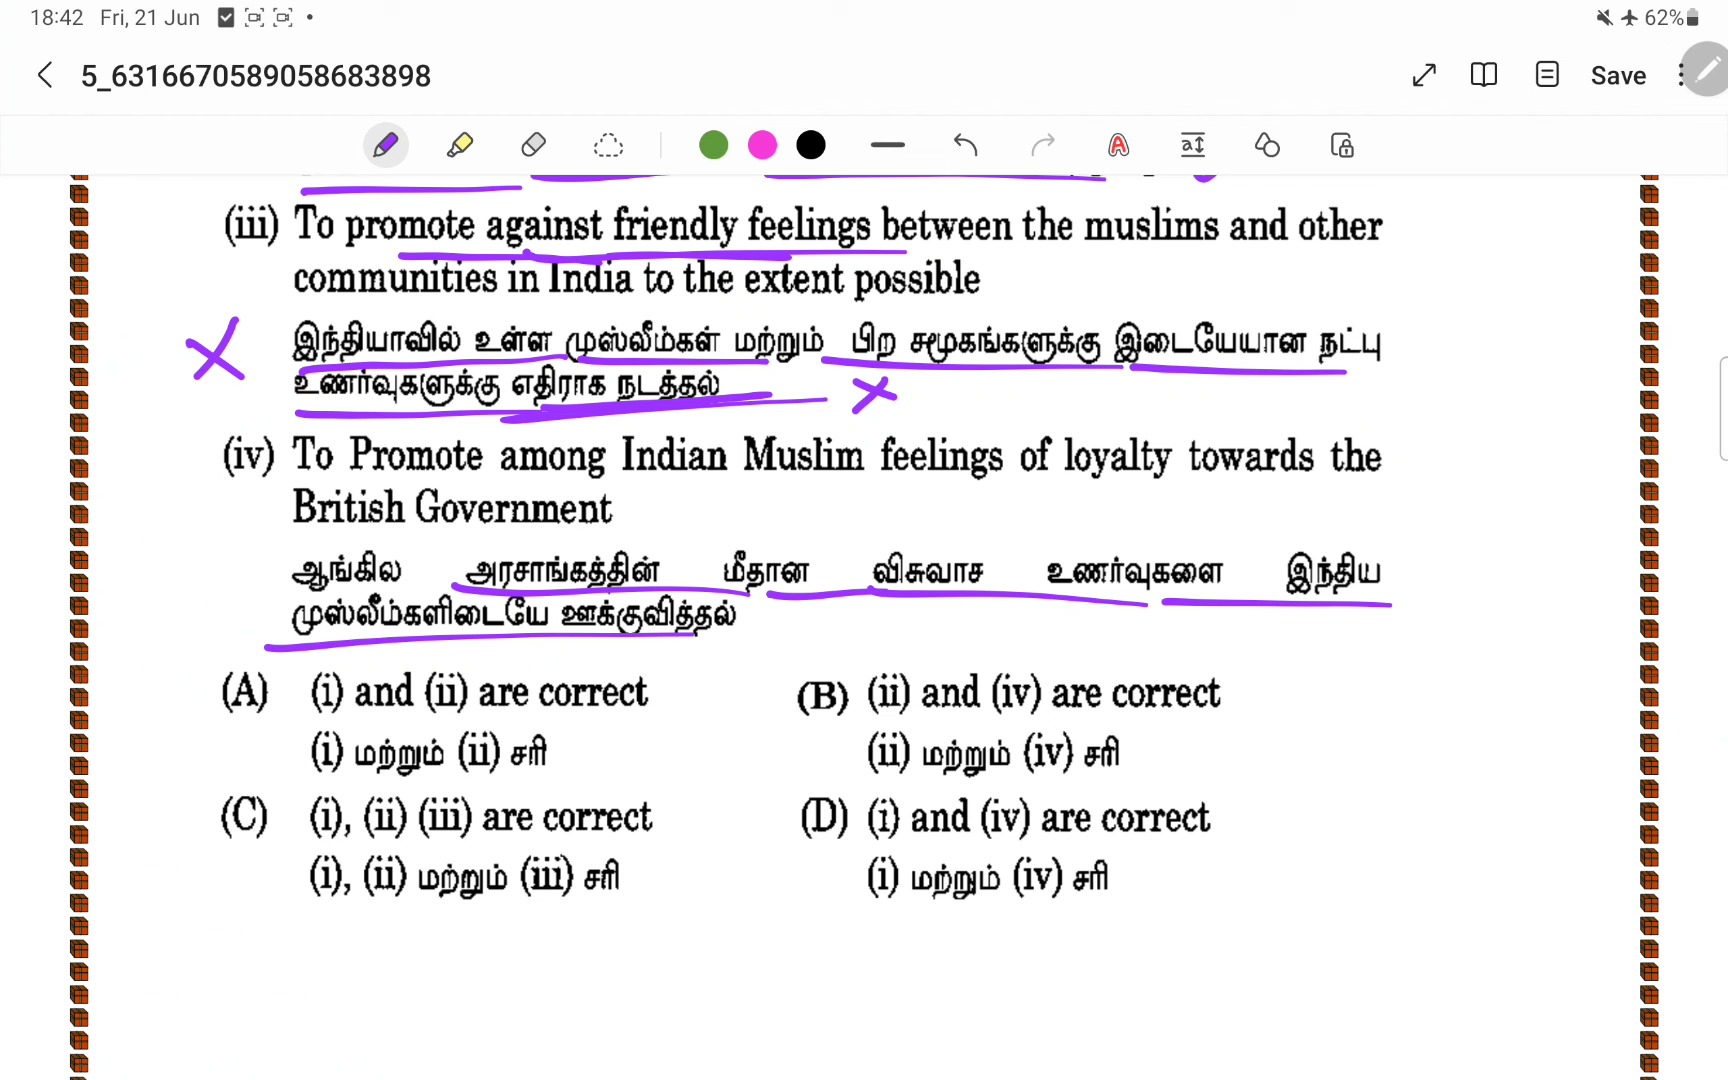 18:42 Fri, 21 Jun 62%
5_6316670589058683898 Save
(iii) To promote against friendly feelings between the muslims and other
communities in India to the extent possible
இந்தியாவில் உள்ள முஸ்லீம்கள் மற்றும் பிற சமூகங்களுக்கு இடையேயான நட்பு
உணர்வுகளுக்கு எதிராக நடத்தல்
(iv) To Promote among Indian Muslim feelings of loyalty towards the
British Government
ஆங்கில அரசாங்கத்தின் மீதான விசுவாச உணர்வுகளை இந்திய
முஸ்லீம்களிடையே ஊக்குவித்தல்
(A) (i) and (ii) are correct (B) (ii) and (iv) are correct
(i) மற்றும் (ii) சரி (ii) மற்றும் (iv) சரி
(C) (i), (ii) (iii) are correct (D) (i) and (iv) are correct
(i), (ii) மற்றும் (iii) சரி (i) மற்றும் (iv) சரி